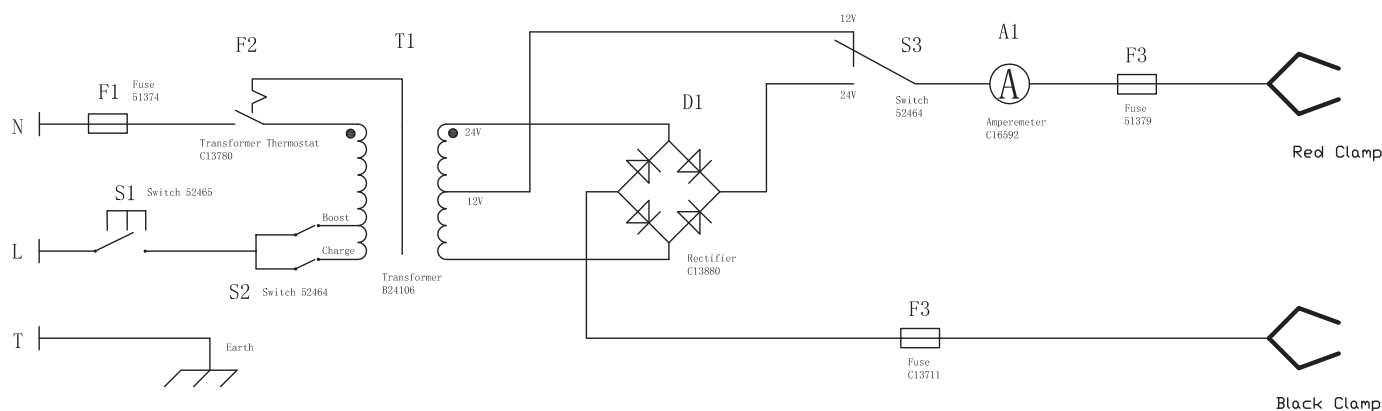 12V
F2
T1
S3
A1
F3
F1
Fuse
51374
D1
24V
Switch
52464
A
Fuse
51379
N
Transformer Thermostat
C13780
24V
Amperemeter
C16592
Red Clamp
S1
Switch 52465
12V
Boost
L
Charge
Rectifier
C13880
S2
Switch 52464
Transformer
B24106
T
Earth
F3
Fuse
C13711
Black Clamp